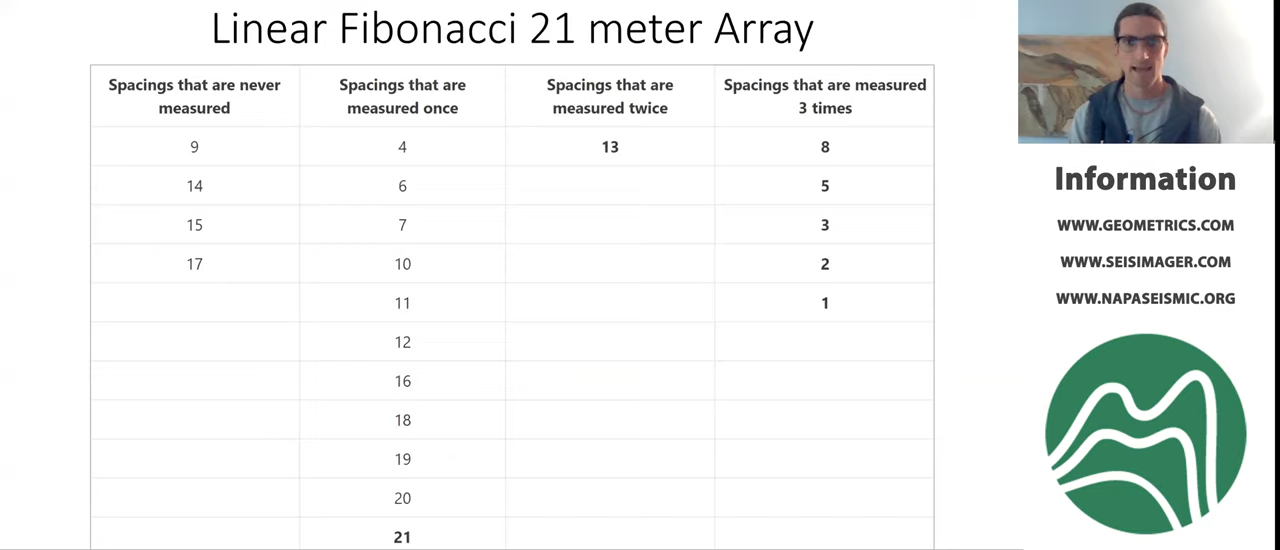 Linear Fibonacci 21 meter Array
Spacings that are never measured | Spacings that are measured once | Spacings that are measured twice | Spacings that are measured 3 times
9 | 4 | 13 | 8
14 | 6 | | 5
15 | 7 | | 3
17 | 10 | | 2
| 11 | | 1
12
16
18
19
20
21
Information
WWW.GEOMETRICS.COM
WWW.SEISIMAGER.COM
WWW.NAPASEISMIC.ORG